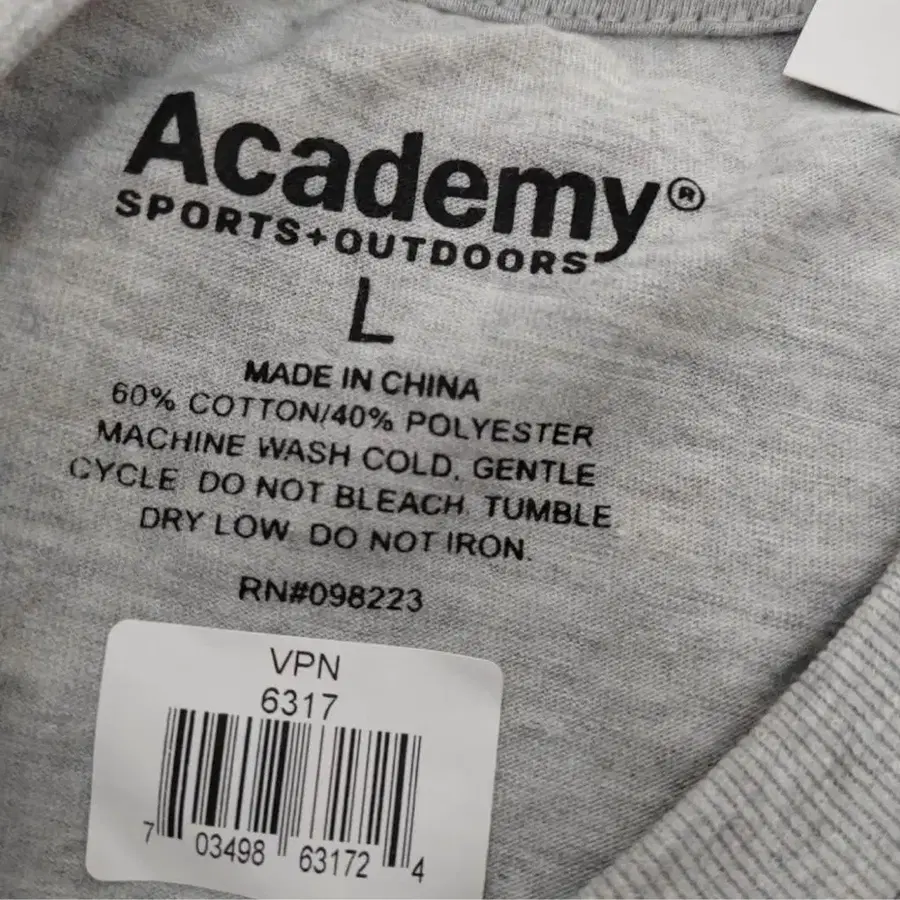 Academy®
SPORTS+OUTDOORS
L
MADE IN CHINA
60% COTTON/40% POLYESTER
MACHINE WASH COLD, GENTLE
CYCLE. DO NOT BLEACH. TUMBLE
DRY LOW. DO NOT IRON.
RN#098223
VPN
6317
7 03498 63172 4